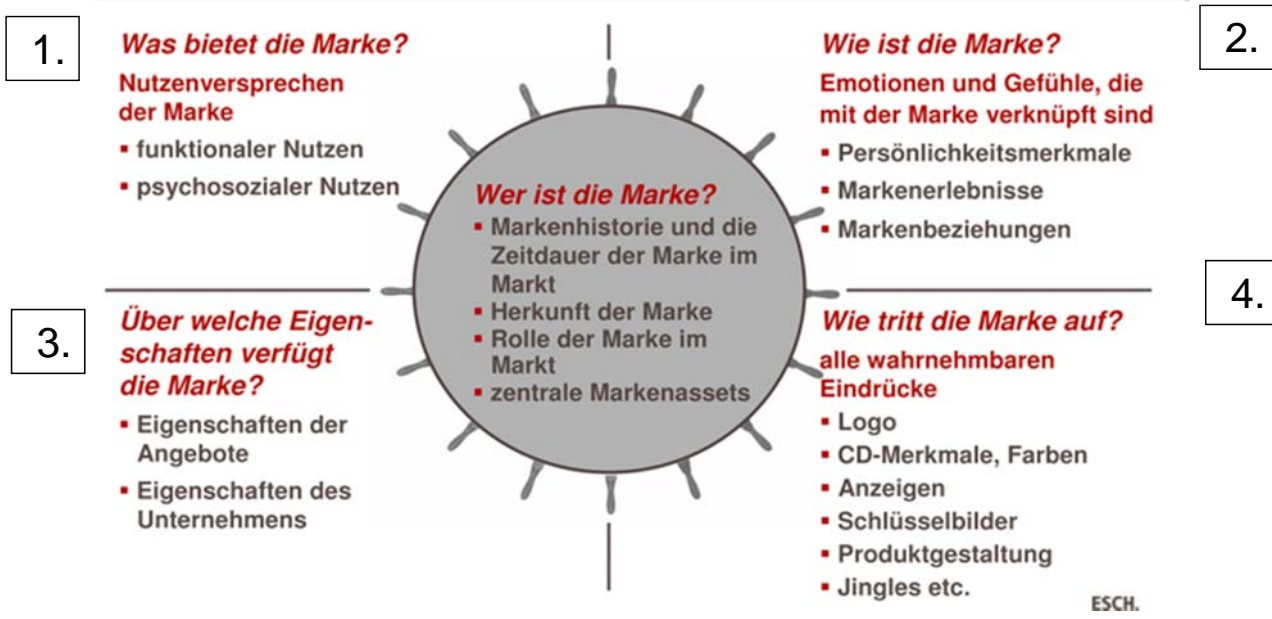 1.
Was bietet die Marke?
Nutzenversprechen
der Marke
▪ funktionaler Nutzen
▪ psychosozialer Nutzen
2.
Wie ist die Marke?
Emotionen und Gefühle, die
mit der Marke verknüpft sind
▪ Persönlichkeitsmerkmale
▪ Markenerlebnisse
▪ Markenbeziehungen
Wer ist die Marke?
▪ Markenhistorie und die
Zeitdauer der Marke im
Markt
▪ Herkunft der Marke
▪ Rolle der Marke im
Markt
▪ zentrale Markenassets
3.
Über welche Eigen-
schaften verfügt
die Marke?
▪ Eigenschaften der
Angebote
▪ Eigenschaften des
Unternehmens
4.
Wie tritt die Marke auf?
alle wahrnehmbaren
Eindrücke
▪ Logo
▪ CD-Merkmale, Farben
▪ Anzeigen
▪ Schlüsselbilder
▪ Produktgestaltung
▪ Jingles etc.
ESCH.